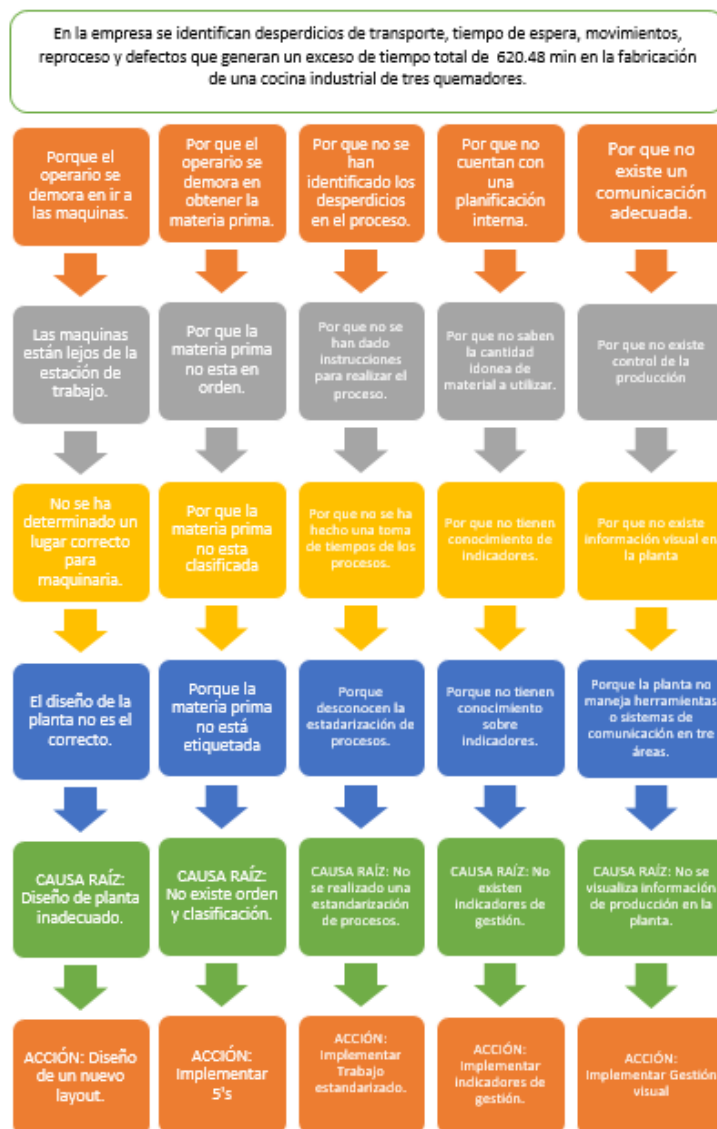 En la empresa se identifican desperdicios de transporte, tiempo de espera, movimientos,
reproceso y defectos que generan un exceso de tiempo total de 620.48 min en la fabricación
de una cocina industrial de tres quemadores.
Porque el
operario se
demora en ir a
las maquinas.
Por que el
operario se
demora en
obtener la
materia prima.
Por que no se
han
identificado los
desperdicios
en el proceso.
Por que no
cuentan con
una
planificación
interna.
Por que no
existe un
comunicación
adecuada.
Las maquinas
están lejos de la
estación de
trabajo.
Por que la
materia prima
no esta en
orden.
Por que no se
han dado
instrucciones
para realizar el
proceso.
Por que no saben
la cantidad
idonea de
material a utilizar.
Por que no existe
control de la
producción
No se ha
determinado un
lugar correcto
para
maquinaria.
Por que la
materia prima
no esta
clasificada
Por que no se ha
hecho una toma
de tiempos de los
procesos.
Por que no tienen
conocimiento de
indicadores.
Por que no existe
información visual en
la planta
El diseño de la
planta no es el
correcto.
Porque la
materia prima
no está
etiquetada
Porque
desconocen la
estadarización de
procesos.
Porque no tienen
conocimiento
sobre
indicadores.
Porque la planta no
maneja herramientas
o sistemas de
comunicación en tre
áreas.
CAUSA RAÍZ:
Diseño de planta
inadecuado.
CAUSA RAÍZ:
No existe orden
y clasificación.
CAUSA RAÍZ: No
se realizado una
estandarización
de procesos.
CAUSA RAÍZ: No
existen
indicadores de
gestión.
CAUSA RAÍZ: No se
visualiza información
de producción en la
planta.
ACCIÓN: Diseño
de un nuevo
layout.
ACCIÓN:
Implementar
5's
ACCIÓN:
Implementar
Trabajo
estandarizado.
ACCIÓN:
Implementar
indicadores de
gestión.
ACCIÓN:
Implementar Gestión
visual